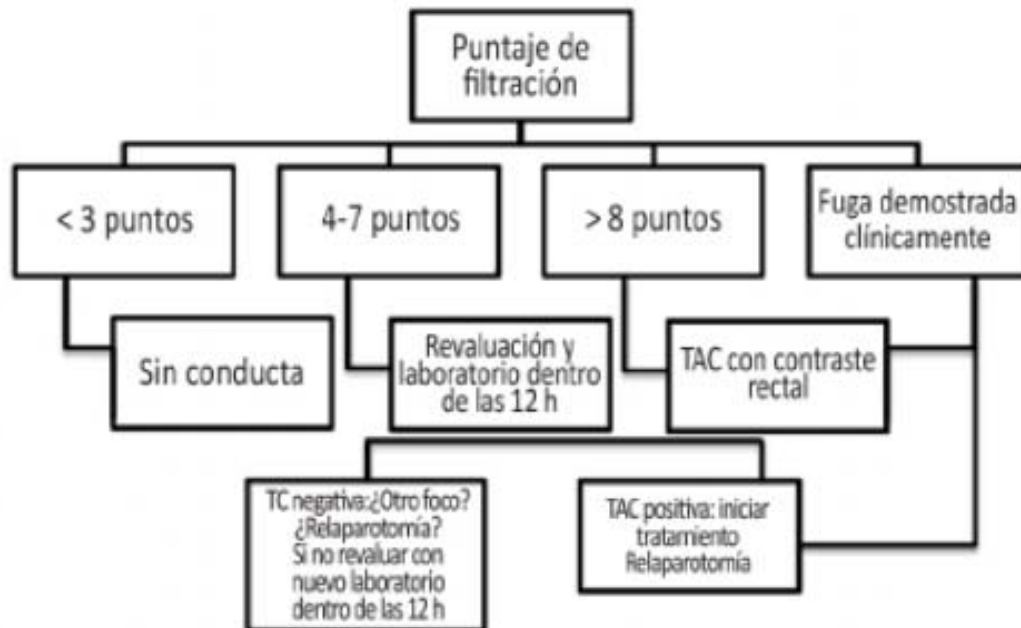 Puntaje de
filtración
< 3 puntos
4-7 puntos
> 8 puntos
Fuga demostrada
clínicamente
Sin conducta
Revaluación y
laboratorio dentro
de las 12 h
TAC con contraste
rectal
TC negativa:¿Otro foco?
¿Relaparotomía?
Si no revaluar con
nuevo laboratorio
dentro de las 12 h
TAC positiva: iniciar
tratamiento
Relaparotomía